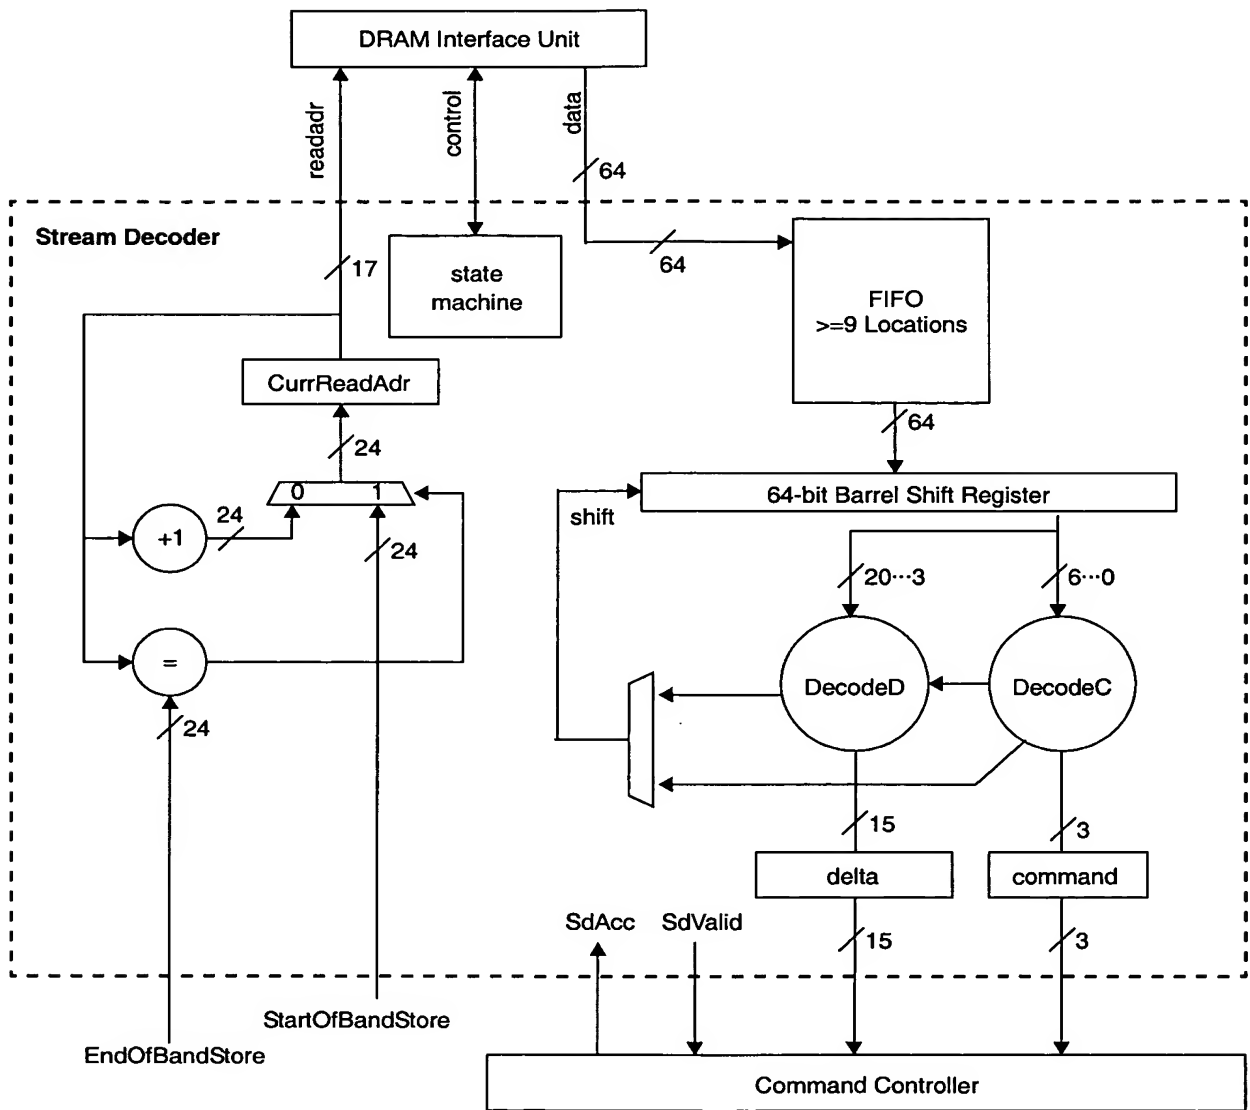 DRAM Interface Unit
readadr
control
data
64
Stream Decoder
17
state
machine
64
FIFO
>=9 Locations
CurrReadAdr
64
24
0 1
64-bit Barrel Shift Register
shift
+1
24
24
20···3
6···0
=
DecodeD
DecodeC
24
15
3
delta
command
SdAcc
SdValid
15
3
StartOfBandStore
EndOfBandStore
Command Controller